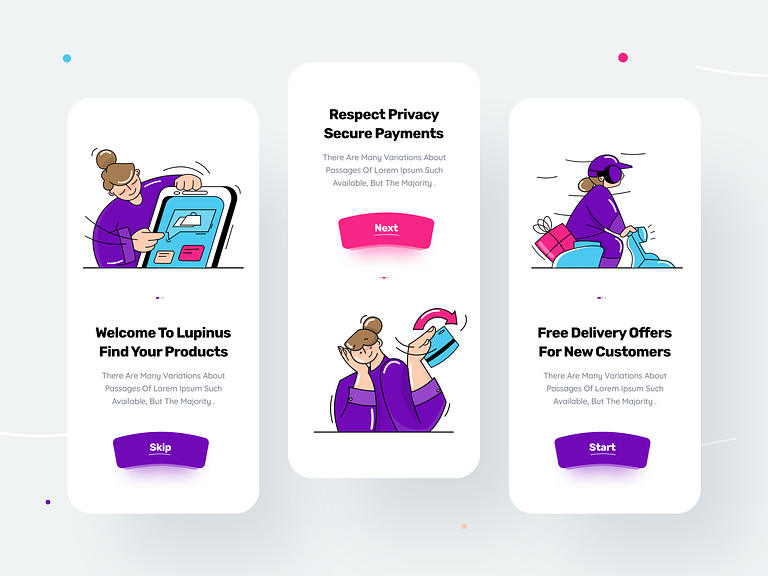 Welcome To Lupinus
Find Your Products
There Are Many Variations About
Passages Of Lorem Ipsum Such
Available, But The Majority .
Skip
Respect Privacy
Secure Payments
There Are Many Variations About
Passages Of Lorem Ipsum Such
Available, But The Majority .
Next
Free Delivery Offers
For New Customers
There Are Many Variations About
Passages Of Lorem Ipsum Such
Available, But The Majority .
Start